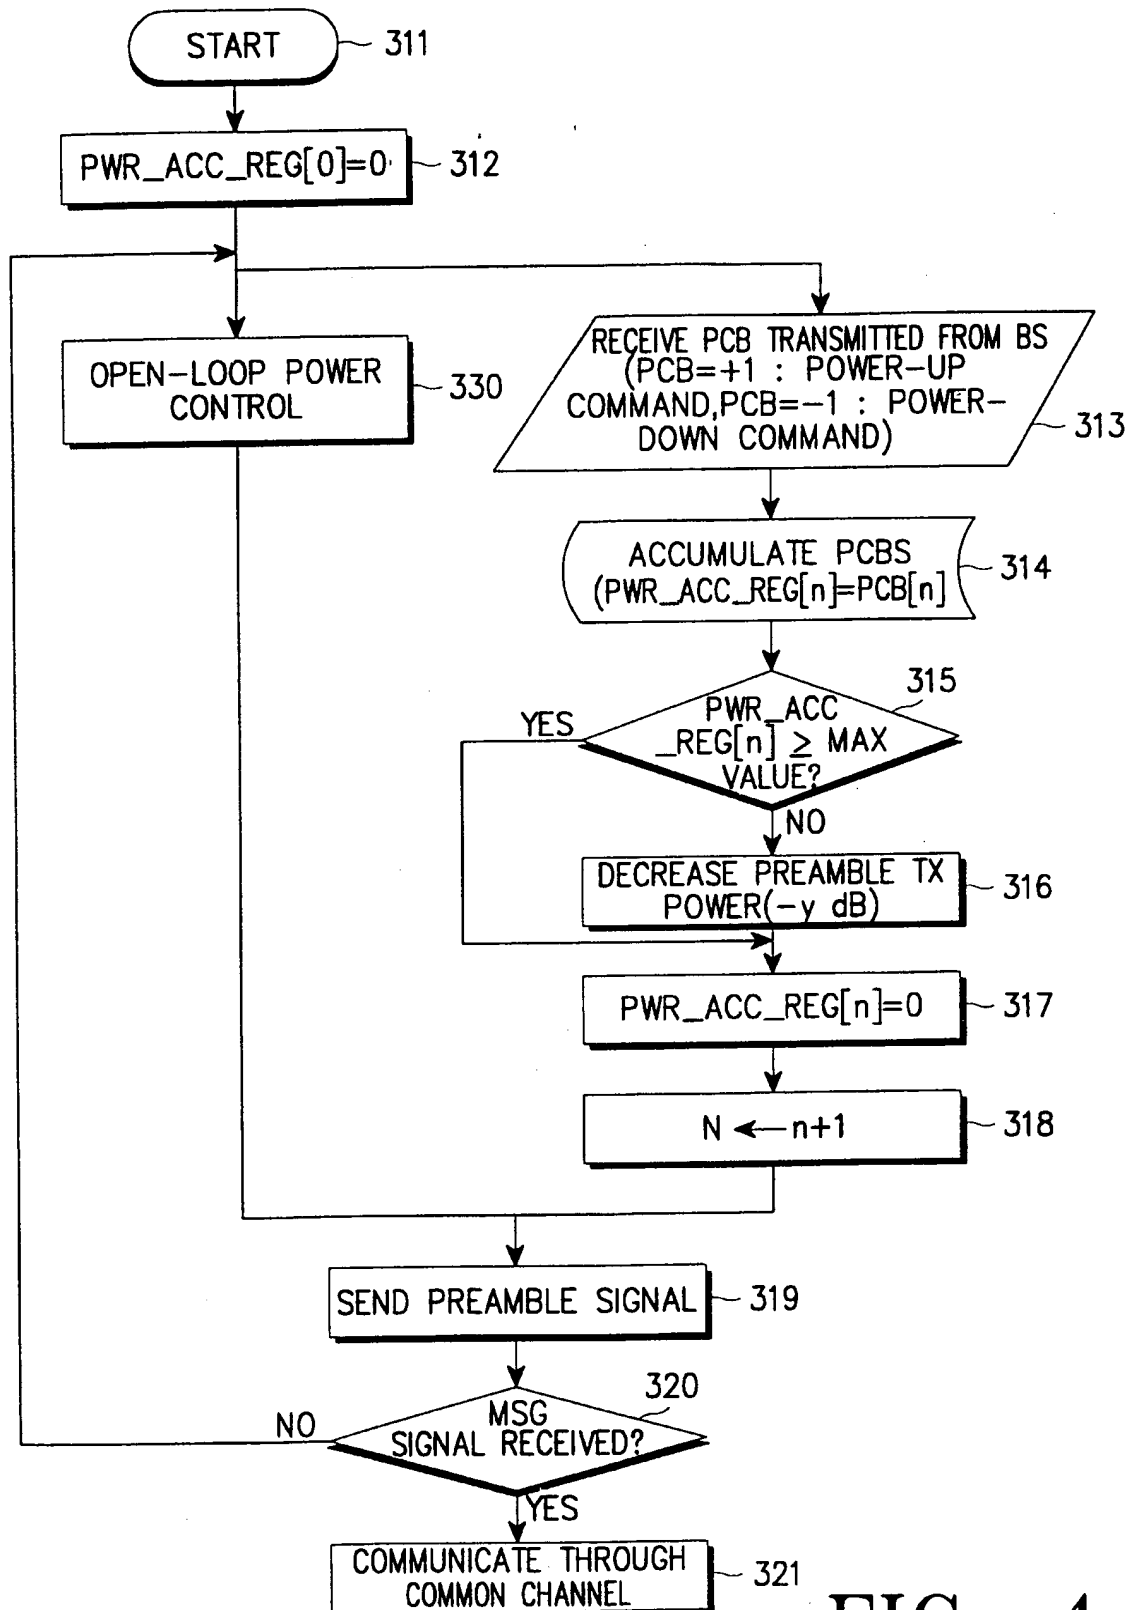 START
311
PWR_ACC_REG[0]=0
312
OPEN-LOOP POWER
CONTROL
330
RECEIVE PCB TRANSMITTED FROM BS
(PCB=+1 : POWER-UP
COMMAND,PCB=-1 : POWER-
DOWN COMMAND)
313
ACCUMULATE PCBS
(PWR_ACC_REG[n]=PCB[n]
314
315
PWR_ACC
_REG[n] ≥ MAX
VALUE?
YES
NO
DECREASE PREAMBLE TX
POWER(-y dB)
316
PWR_ACC_REG[n]=0
317
N ← n+1
318
SEND PREAMBLE SIGNAL
319
320
MSG
SIGNAL RECEIVED?
NO
YES
COMMUNICATE THROUGH
COMMON CHANNEL
321